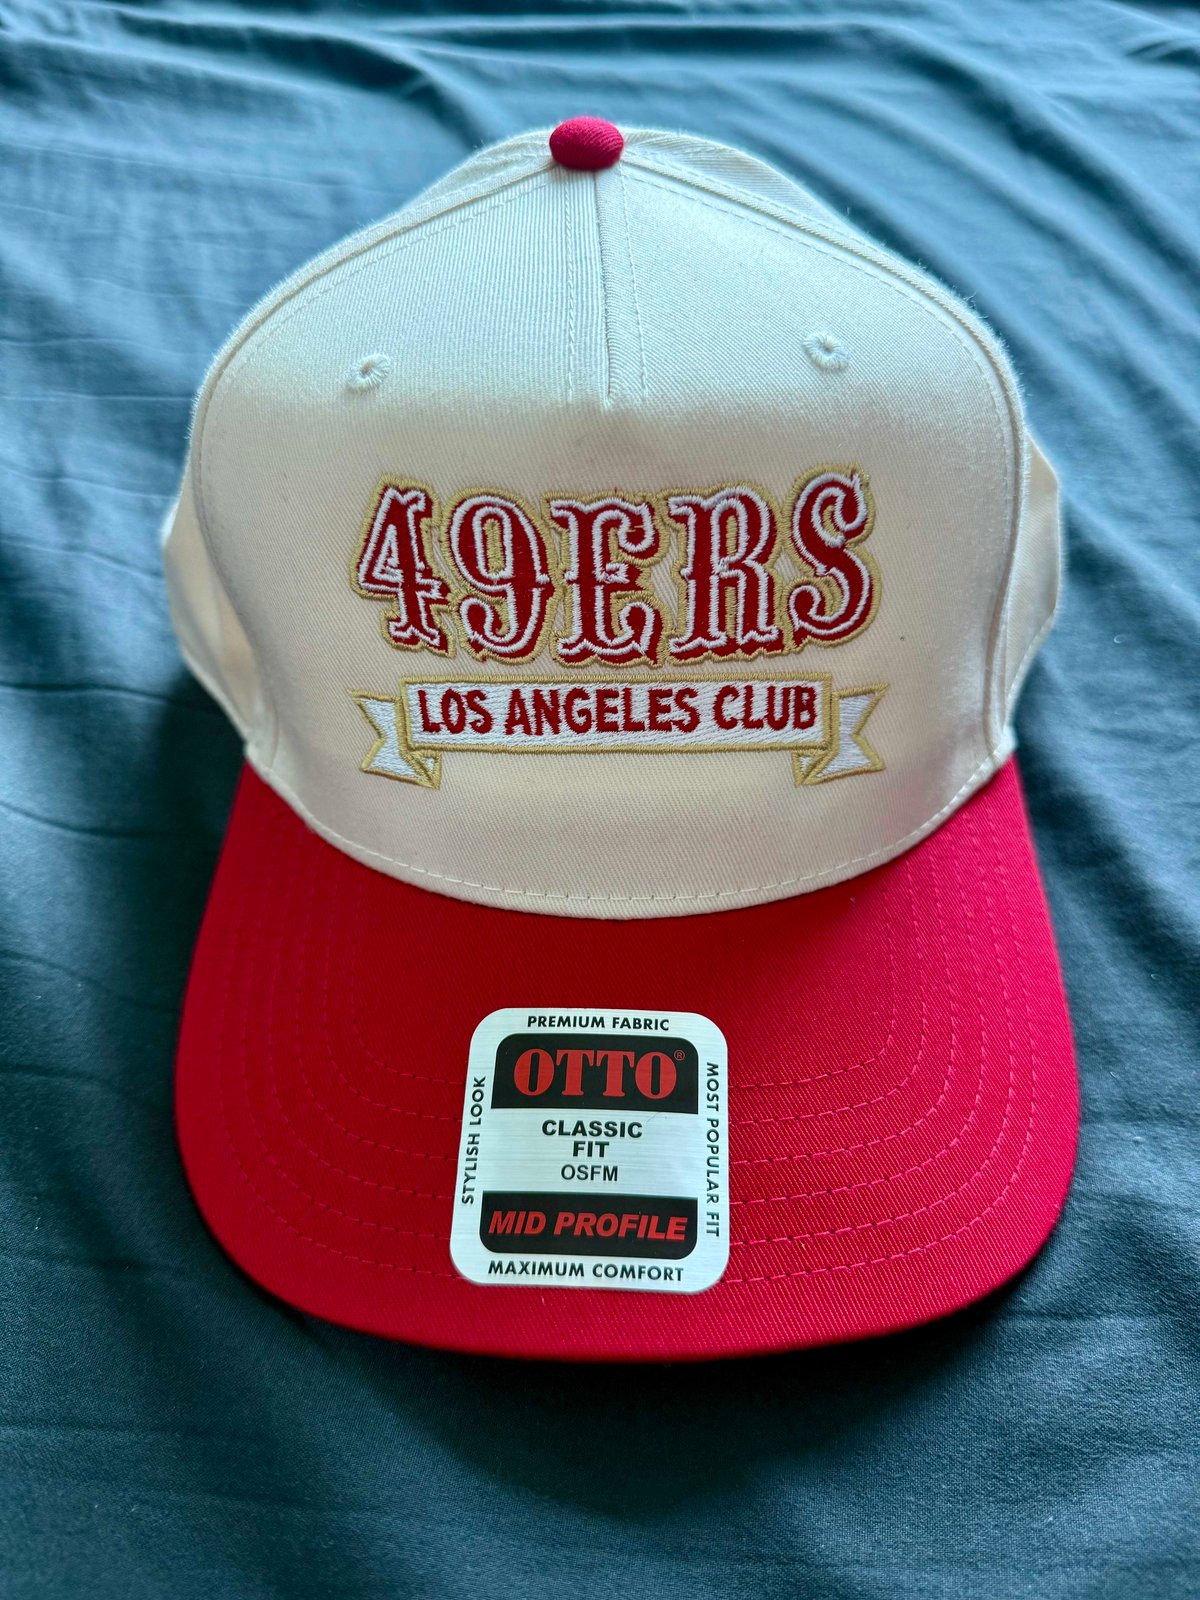 49ERS
LOS ANGELES CLUB
PREMIUM FABRIC
OTTO®
STYLISH LOOK
MOST POPULAR FIT
CLASSIC
FIT
OSFM
MID PROFILE
MAXIMUM COMFORT